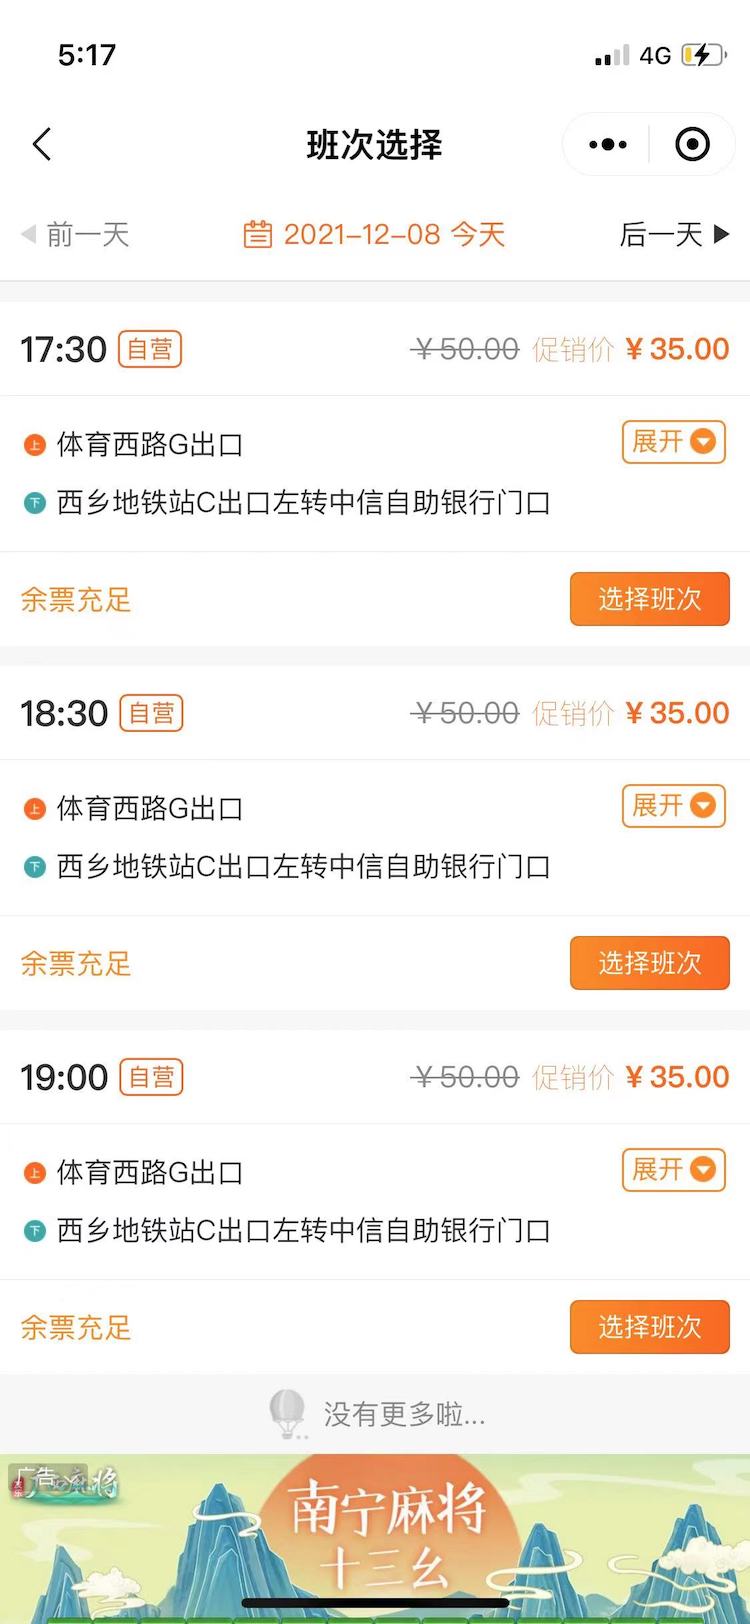 5:17
4G
班次选择
前一天
2021-12-08 今天
后一天
17:30 自营 ¥50.00 促销价 ¥35.00
上 体育西路G出口 展开
下 西乡地铁站C出口左转中信自助银行门口
余票充足 选择班次
18:30 自营 ¥50.00 促销价 ¥35.00
上 体育西路G出口 展开
下 西乡地铁站C出口左转中信自助银行门口
余票充足 选择班次
19:00 自营 ¥50.00 促销价 ¥35.00
上 体育西路G出口 展开
下 西乡地铁站C出口左转中信自助银行门口
余票充足 选择班次
没有更多啦...
广告
南宁麻将
十三幺